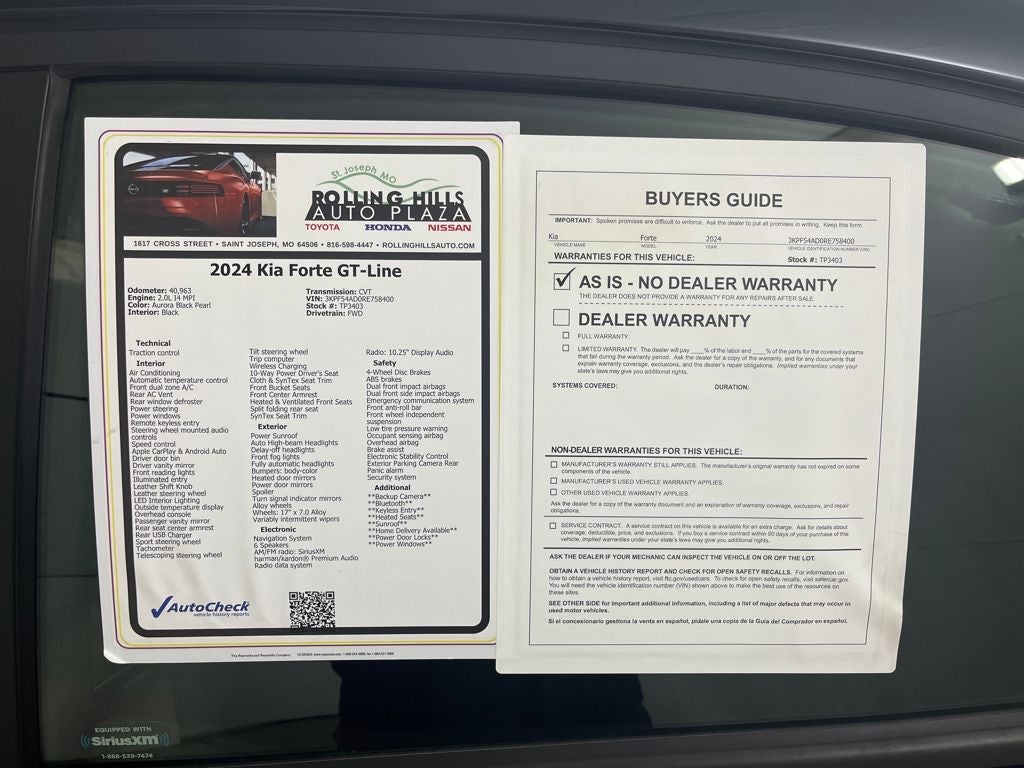 St. Joseph MO
ROLLING HILLS
AUTO PLAZA
TOYOTA HONDA NISSAN
1617 CROSS STREET • SAINT JOSEPH, MO 64506 • 816-598-4447 • ROLLINGHILLSAUTO.COM
2024 Kia Forte GT-Line
Odometer: 40,963
Engine: 2.0L I4 MPI
Color: Aurora Black Pearl
Interior: Black
Transmission: CVT
VIN: 3KPF54AD0RE758400
Stock #: TP3403
Drivetrain: FWD
Technical
Traction control
Interior
Air Conditioning
Automatic temperature control
Front dual zone A/C
Rear AC Vent
Rear window defroster
Power steering
Power windows
Remote keyless entry
Steering wheel mounted audio
controls
Speed control
Apple CarPlay & Android Auto
Driver door bin
Driver vanity mirror
Front reading lights
Illuminated entry
Leather Shift Knob
Leather steering wheel
LED Interior Lighting
Outside temperature display
Overhead console
Passenger vanity mirror
Rear seat center armrest
Rear USB Charger
Sport steering wheel
Tachometer
Telescoping steering wheel
Tilt steering wheel
Trip computer
Wireless Charging
10-Way Power Driver's Seat
Cloth & SynTex Seat Trim
Front Bucket Seats
Front Center Armrest
Heated & Ventilated Front Seats
Split folding rear seat
SynTex Seat Trim
Exterior
Power Sunroof
Auto High-beam Headlights
Delay-off headlights
Front fog lights
Fully automatic headlights
Bumpers: body-color
Heated door mirrors
Power door mirrors
Spoiler
Turn signal indicator mirrors
Alloy wheels
Wheels: 17" x 7.0 Alloy
Variably intermittent wipers
Electronic
Navigation System
6 Speakers
AM/FM radio: SiriusXM
harman/kardon® Premium Audio
Radio data system
Radio: 10.25" Display Audio
Safety
4-Wheel Disc Brakes
ABS brakes
Dual front impact airbags
Dual front side impact airbags
Emergency communication system
Front anti-roll bar
Front wheel independent
suspension
Low tire pressure warning
Occupant sensing airbag
Overhead airbag
Brake assist
Electronic Stability Control
Exterior Parking Camera Rear
Panic alarm
Security system
Additional
**Backup Camera**
**Bluetooth**
**Keyless Entry**
**Heated Seats**
**Sunroof**
**Home Delivery Available**
**Power Door Locks**
**Power Windows**
AutoCheck
vehicle history reports
The Reynolds and Reynolds Company
BUYERS GUIDE
IMPORTANT: Spoken promises are difficult to enforce. Ask the dealer to put all promises in writing. Keep this form.
Kia Forte 2024 3KPF54AD0RE758400
VEHICLE MAKE MODEL YEAR VEHICLE IDENTIFICATION NUMBER (VIN)
WARRANTIES FOR THIS VEHICLE: Stock #: TP3403
AS IS - NO DEALER WARRANTY
THE DEALER DOES NOT PROVIDE A WARRANTY FOR ANY REPAIRS AFTER SALE.
DEALER WARRANTY
FULL WARRANTY.
LIMITED WARRANTY. The dealer will pay ____% of the labor and ____% of the parts for the covered systems
that fail during the warranty period. Ask the dealer for a copy of the warranty, and for any documents that
explain warranty coverage, exclusions, and the dealer's repair obligations. Implied warranties under your
state's laws may give you additional rights.
SYSTEMS COVERED: DURATION:
NON-DEALER WARRANTIES FOR THIS VEHICLE:
MANUFACTURER'S WARRANTY STILL APPLIES. The manufacturer's original warranty has not expired on some
components of the vehicle.
MANUFACTURER'S USED VEHICLE WARRANTY APPLIES.
OTHER USED VEHICLE WARRANTY APPLIES.
Ask the dealer for a copy of the warranty document and an explanation of warranty coverage, exclusions, and repair
obligations.
SERVICE CONTRACT. A service contract on this vehicle is available for an extra charge. Ask for details about
coverage, deductible, price, and exclusions. If you buy a service contract within 90 days of your purchase of this
vehicle, implied warranties under your state's laws may give you additional rights.
ASK THE DEALER IF YOUR MECHANIC CAN INSPECT THE VEHICLE ON OR OFF THE LOT.
OBTAIN A VEHICLE HISTORY REPORT AND CHECK FOR OPEN SAFETY RECALLS. For information on
how to obtain a vehicle history report, visit ftc.gov/usedcars. To check for open safety recalls, visit safercar.gov.
You will need the vehicle identification number (VIN) shown above to make the best use of the resources on
these sites.
SEE OTHER SIDE for important additional information, including a list of major defects that may occur in
used motor vehicles.
Si el concesionario gestiona la venta en español, pídale una copia de la Guía del Comprador en español.
EQUIPPED WITH
SiriusXM
1-888-539-7474